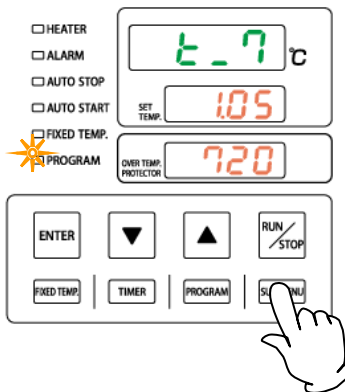 HEATER
ALARM
AUTO STOP
AUTO START
FIXED TEMP.
PROGRAM
t_7 ℃
SET TEMP. 1.05
OVER TEMP. PROTECTOR 720
ENTER ▼ ▲ RUN/STOP
FIXED TEMP. TIMER PROGRAM